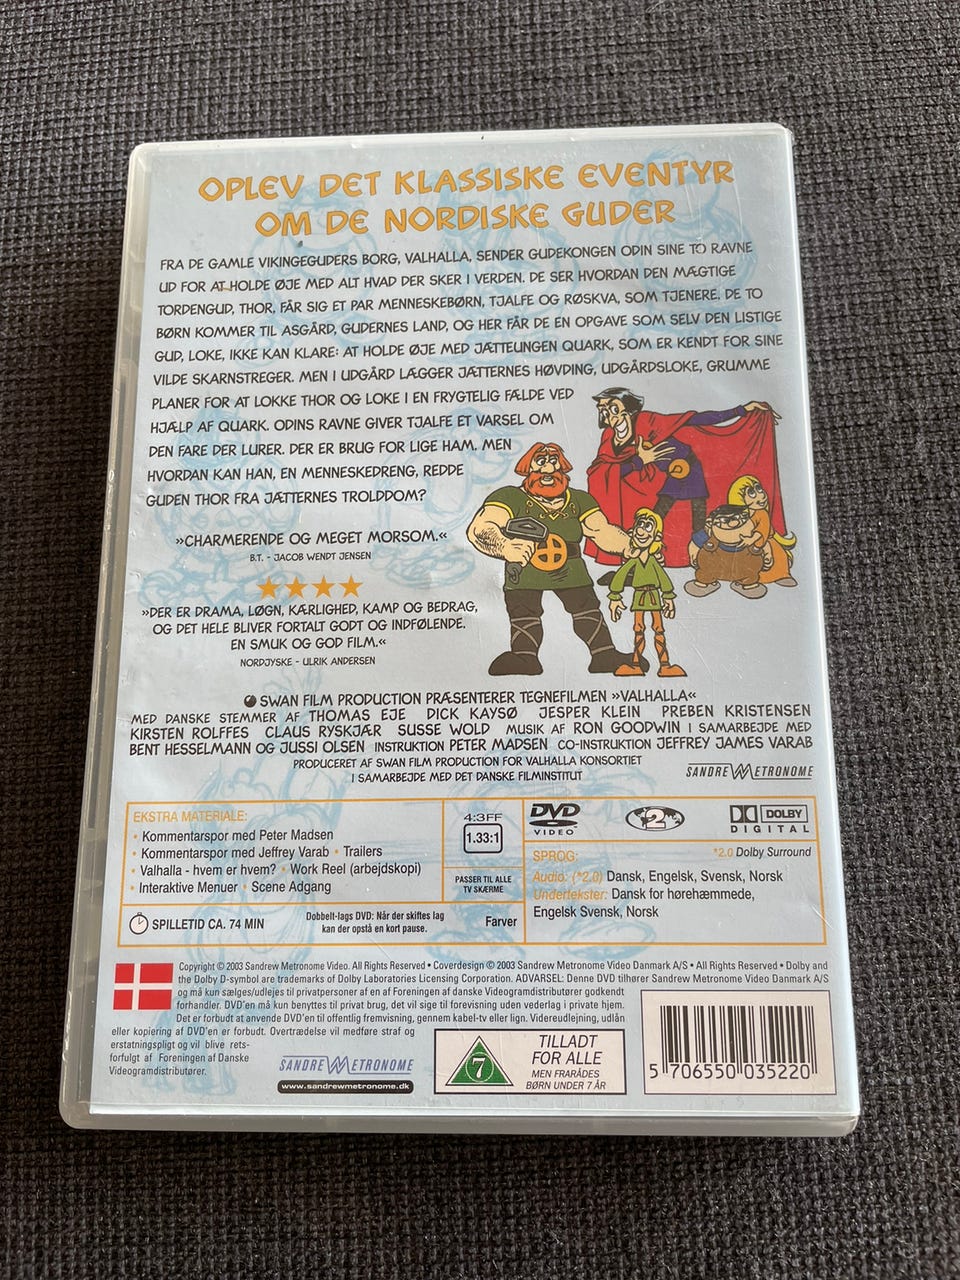 OPLEV DET KLASSISKE EVENTYR
OM DE NORDISKE GUDER
FRA DE GAMLE VIKINGEGUDERS BORG, VALHALLA, SENDER GUDEKONGEN ODIN SINE TO RAVNE
UD FOR AT HOLDE ØJE MED ALT HVAD DER SKER I VERDEN. DE SER HVORDAN DEN MÆGTIGE
TORDENGUD, THOR, FÅR SIG ET PAR MENNESKEBØRN, TJALFE OG RØSKVA, SOM TJENERE. DE TO
BØRN KOMMER TIL ASGÅRD, GUDERNES LAND, OG HER FÅR DE EN OPGAVE SOM SELV DEN LISTIGE
GUD, LOKE, IKKE KAN KLARE: AT HOLDE ØJE MED JÆTTEUNGEN QUARK, SOM ER KENDT FOR SINE
VILDE SKARNSTREGER. MEN I UDGÅRD LÆGGER JÆTTERNES HØVDING, UDGÅRDSLOKE, GRUMME
PLANER FOR AT LOKKE THOR OG LOKE I EN FRYGTELIG FÆLDE VED
HJÆLP AF QUARK. ODINS RAVNE GIVER TJALFE ET VARSEL OM
DEN FARE DER LURER. DER ER BRUG FOR LIGE HAM. MEN
HVORDAN KAN HAN, EN MENNESKEDRENG, REDDE
GUDEN THOR FRA JÆTTERNES TROLDDOM?
»CHARMERENDE OG MEGET MORSOM.«
B.T. - JACOB WENDT JENSEN
»DER ER DRAMA, LØGN, KÆRLIGHED, KAMP OG BEDRAG,
OG DET HELE BLIVER FORTALT GODT OG INDFØLENDE.
EN SMUK OG GOD FILM.«
NORDJYSKE - ULRIK ANDERSEN
SWAN FILM PRODUCTION PRÆSENTERER TEGNEFILMEN »VALHALLA«
MED DANSKE STEMMER AF THOMAS EJE DICK KAYSØ JESPER KLEIN PREBEN KRISTENSEN
KIRSTEN ROLFFES CLAUS RYSKJÆR SUSSE WOLD MUSIK AF RON GOODWIN I SAMARBEJDE MED
BENT HESSELMANN OG JUSSI OLSEN INSTRUKTION PETER MADSEN CO-INSTRUKTION JEFFREY JAMES VARAB
PRODUCERET AF SWAN FILM PRODUCTION FOR VALHALLA KONSORTIET
I SAMARBEJDE MED DET DANSKE FILMINSTITUT
SANDREW METRONOME
EKSTRA MATERIALE:
• Kommentarspor med Peter Madsen
• Kommentarspor med Jeffrey Varab • Trailers
• Valhalla - hvem er hvem? • Work Reel (arbejdskopi)
• Interaktive Menuer • Scene Adgang
4:3FF
1.33:1
PASSER TIL ALLE
TV SKÆRME
DVD
VIDEO
2
DOLBY
DIGITAL
*2.0 Dolby Surround
SPROG:
Audio: (*2.0) Dansk, Engelsk, Svensk, Norsk
Undertekster: Dansk for hørehæmmede,
Engelsk Svensk, Norsk
SPILLETID CA. 74 MIN
Dobbelt-lags DVD: Når der skiftes lag
kan der opstå en kort pause.
Farver
Copyright © 2003 Sandrew Metronome Video. All Rights Reserved • Coverdesign © 2003 Sandrew Metronome Video Danmark A/S • All Rights Reserved • Dolby and
the Dolby D-symbol are trademarks of Dolby Laboratories Licensing Corporation. ADVARSEL: Denne DVD tilhører Sandrew Metronome Video Danmark A/S
og må kun sælges/udlejes til privatpersoner af en af Foreningen af danske Videogramdistributører godkendt
forhandler. DVD'en må kun benyttes til privat brug, det vil sige til forevisning uden vederlag i private hjem.
Det er forbudt at anvende DVD'en til offentlig fremvisning, gennem kabel-tv eller lign. Videreudlejning, udlån
eller kopiering af DVD'en er forbudt. Overtrædelse vil medføre straf og
erstatningspligt og vil blive rets-
forfulgt af Foreningen af Danske
Videogramdistributører.
SANDREW METRONOME
www.sandrewmetronome.dk
7
TILLADT
FOR ALLE
MEN FRARÅDES
BØRN UNDER 7 ÅR
5 706550 035220